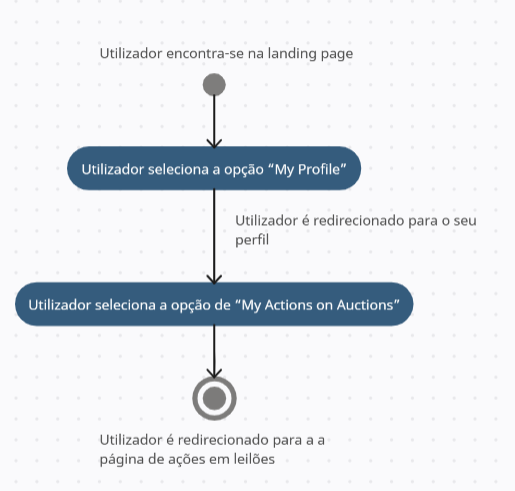 Utilizador encontra-se na landing page
Utilizador seleciona a opção “My Profile”
Utilizador é redirecionado para o seu
perfil
Utilizador seleciona a opção de “My Actions on Auctions”
Utilizador é redirecionado para a a
página de ações em leilões